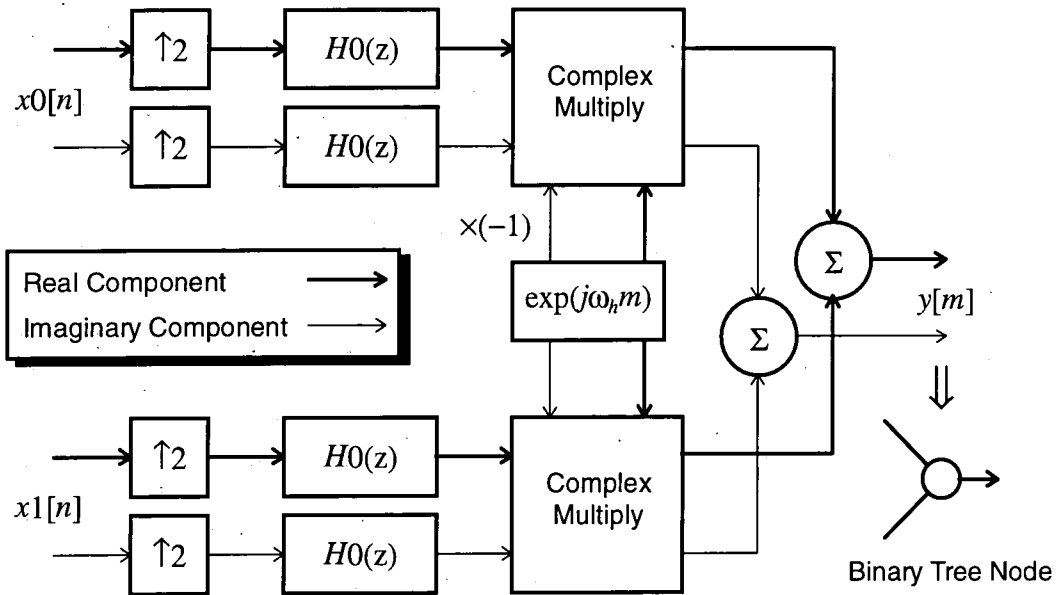 ↑2
H0(z)
Complex
Multiply
x0[n]
↑2
H0(z)
×(−1)
Σ
Real Component
Imaginary Component
exp(jωₕm)
y[m]
Σ
↑2
H0(z)
Complex
Multiply
x1[n]
↑2
H0(z)
Binary Tree Node